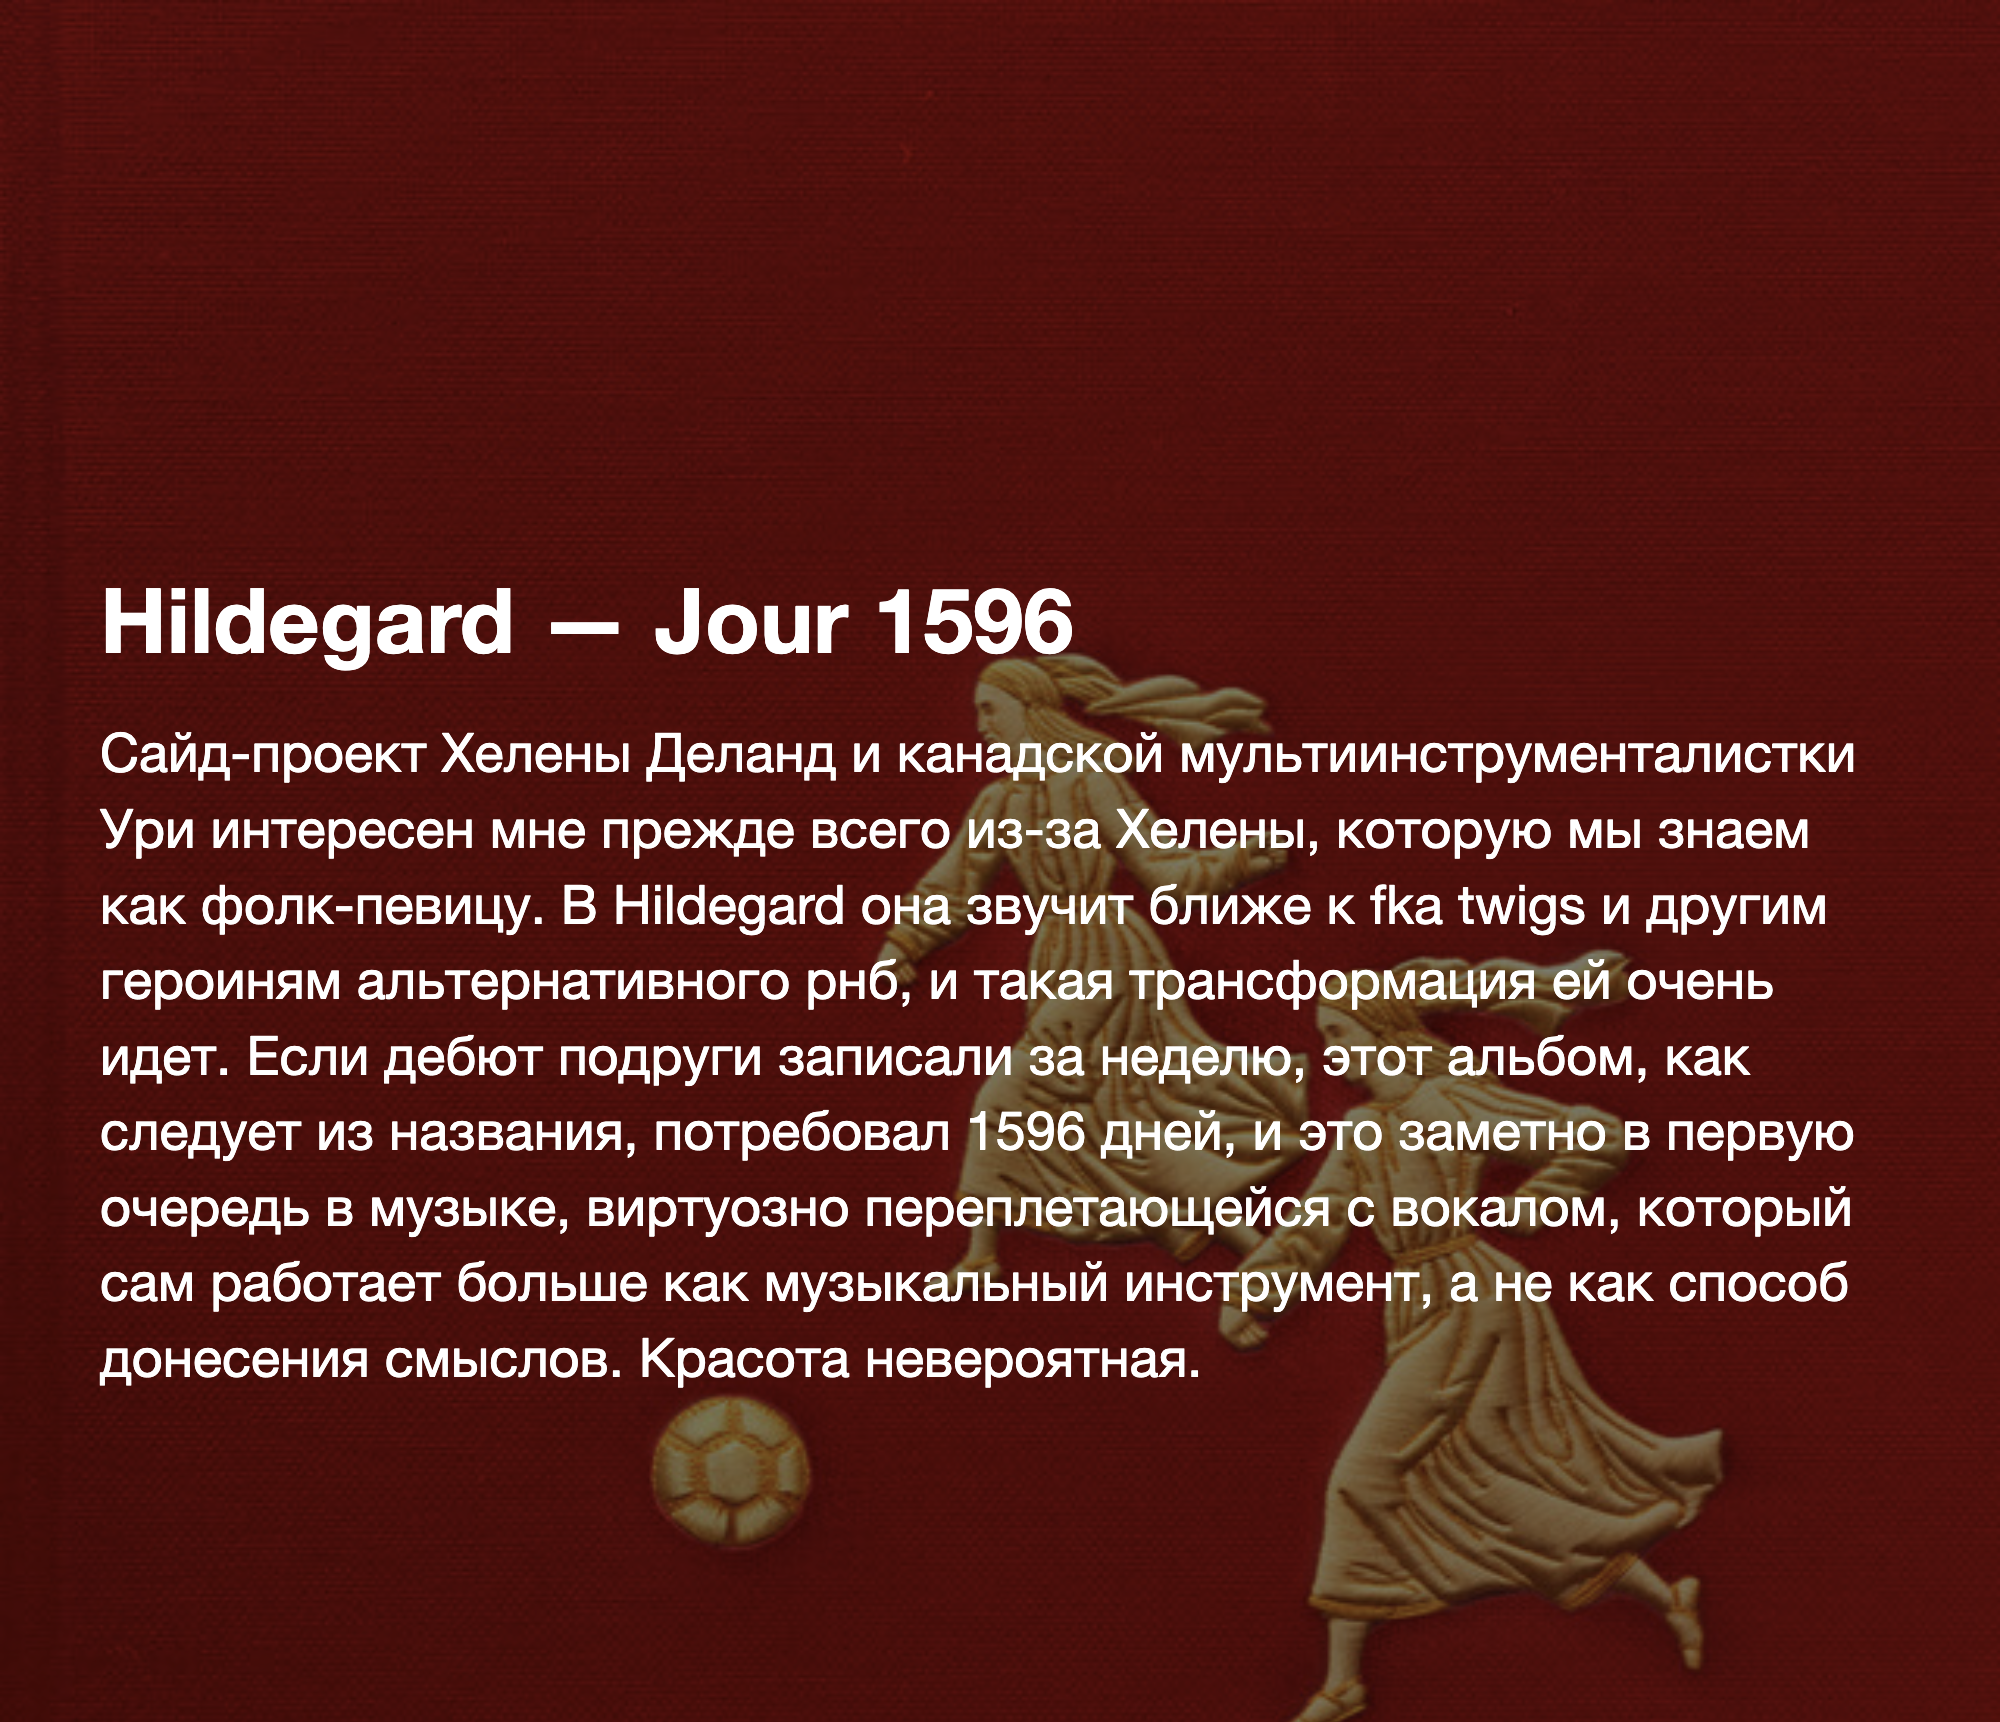 Hildegard — Jour 1596
Сайд-проект Хелены Деланд и канадской мультиинструменталистки
Ури интересен мне прежде всего из-за Хелены, которую мы знаем
как фолк-певицу. В Hildegard она звучит ближе к fka twigs и другим
героиням альтернативного рнб, и такая трансформация ей очень
идет. Если дебют подруги записали за неделю, этот альбом, как
следует из названия, потребовал 1596 дней, и это заметно в первую
очередь в музыке, виртуозно переплетающейся с вокалом, который
сам работает больше как музыкальный инструмент, а не как способ
донесения смыслов. Красота невероятная.